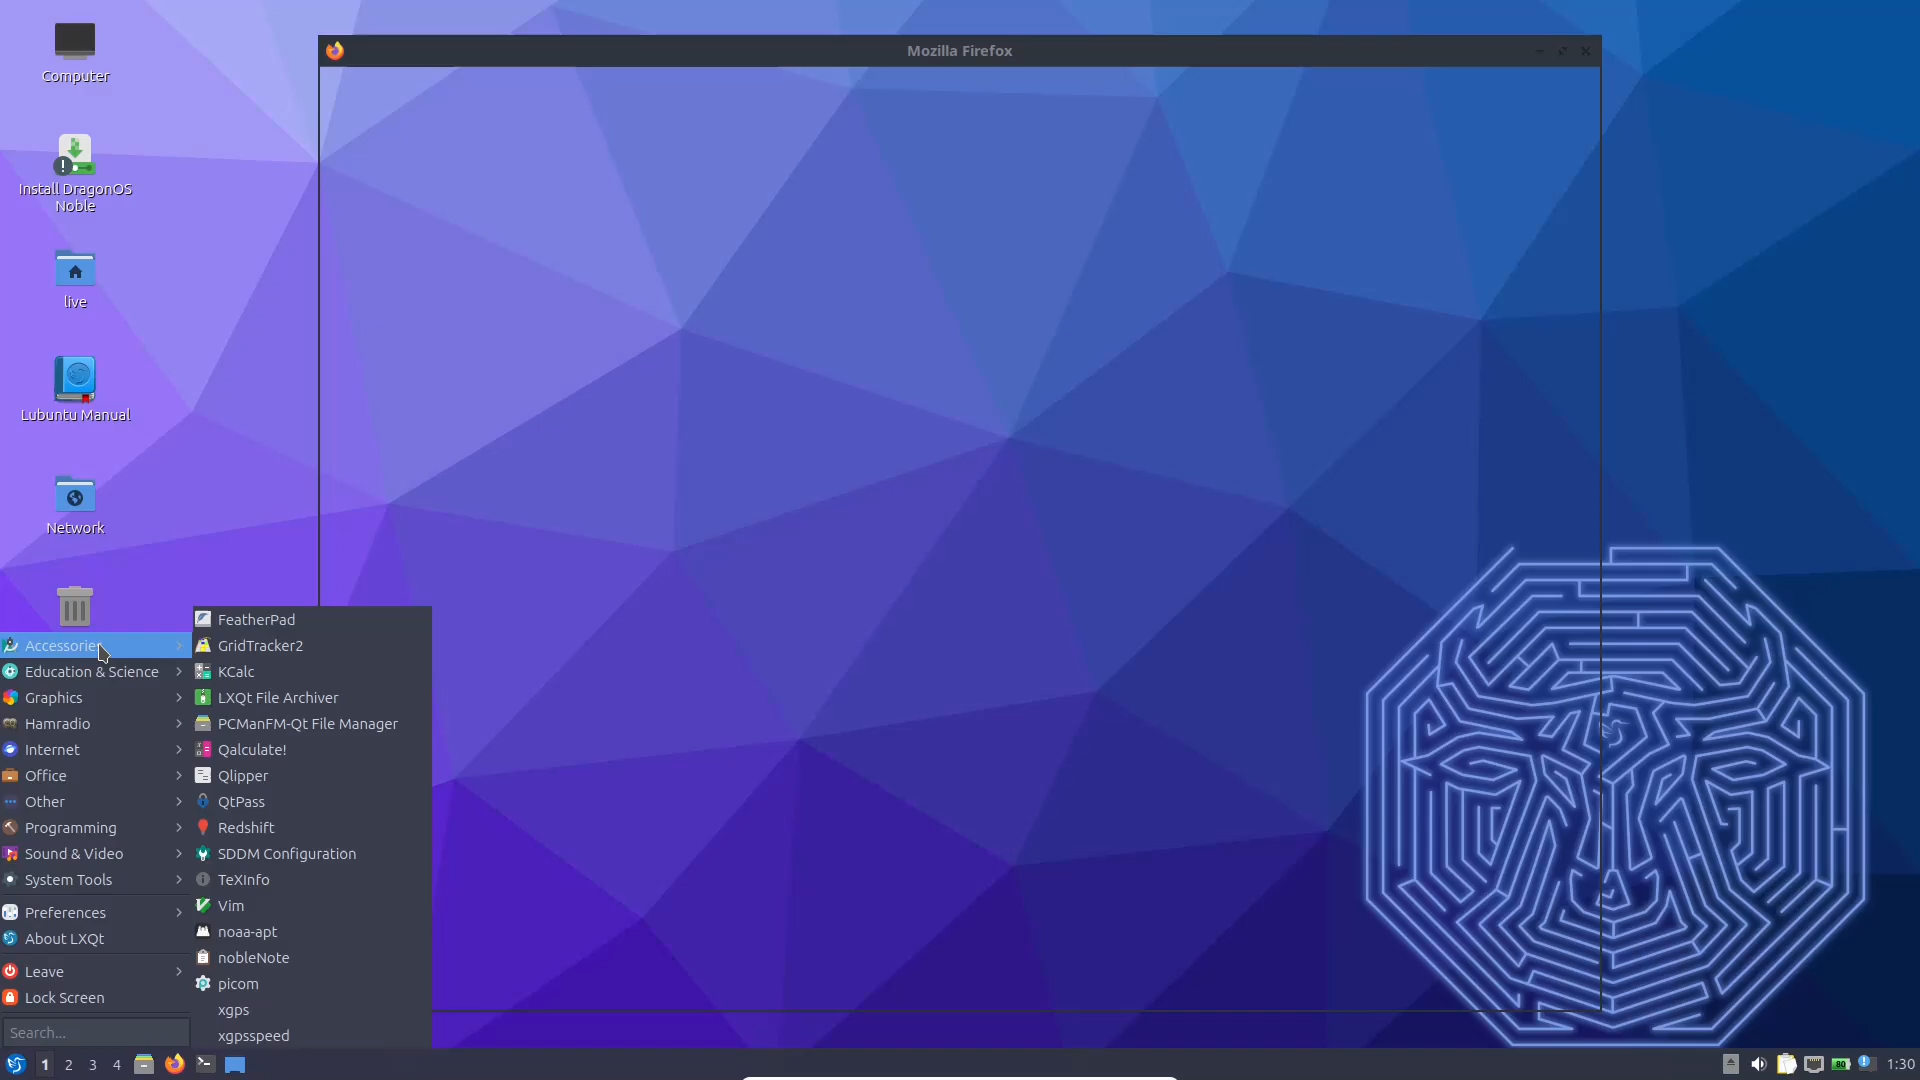 Mozilla Firefox
Computer
Install DragonOS
Noble
live
Lubuntu Manual
Network
Accessories
Education & Science
Graphics
Hamradio
Internet
Office
Other
Programming
Sound & Video
System Tools
Preferences
About LXQt
Leave
Lock Screen
Search...
FeatherPad
GridTracker2
KCalc
LXQt File Archiver
PCManFM-Qt File Manager
Qalculate!
Qlipper
QtPass
Redshift
SDDM Configuration
TeXInfo
Vim
noaa-apt
nobleNote
picom
xgps
xgpsspeed
1 2 3 4
80
1:30